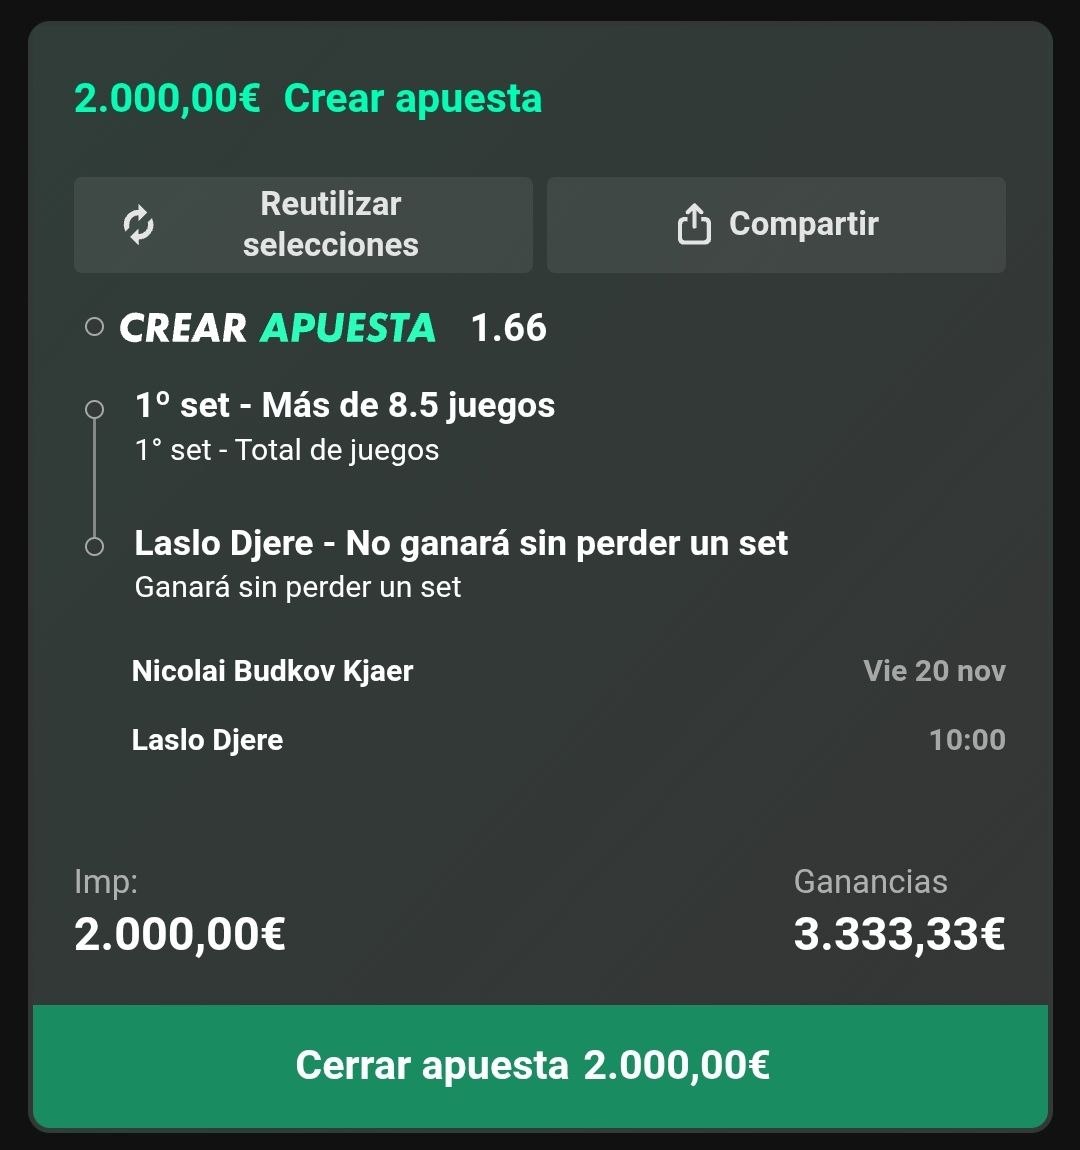 2.000,00€ Crear apuesta
Reutilizar
selecciones
Compartir
CREAR APUESTA 1.66
1º set - Más de 8.5 juegos
1° set - Total de juegos
Laslo Djere - No ganará sin perder un set
Ganará sin perder un set
Nicolai Budkov Kjaer Vie 20 nov
Laslo Djere 10:00
Imp: Ganancias
2.000,00€ 3.333,33€
Cerrar apuesta 2.000,00€